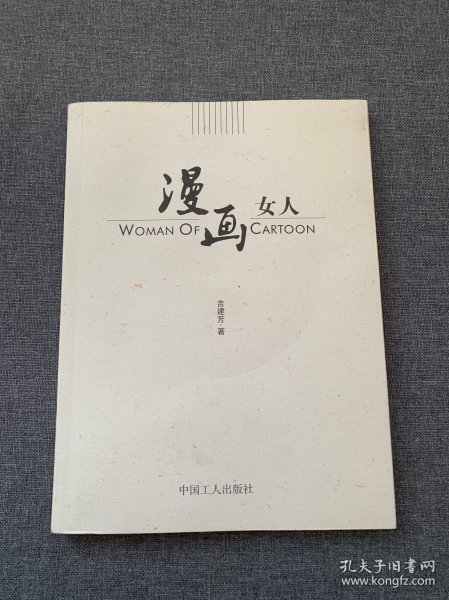 漫画女人
WOMAN OF CARTOON
吉建芳 著
中国工人出版社
孔夫子旧书网
www.kongfz.com